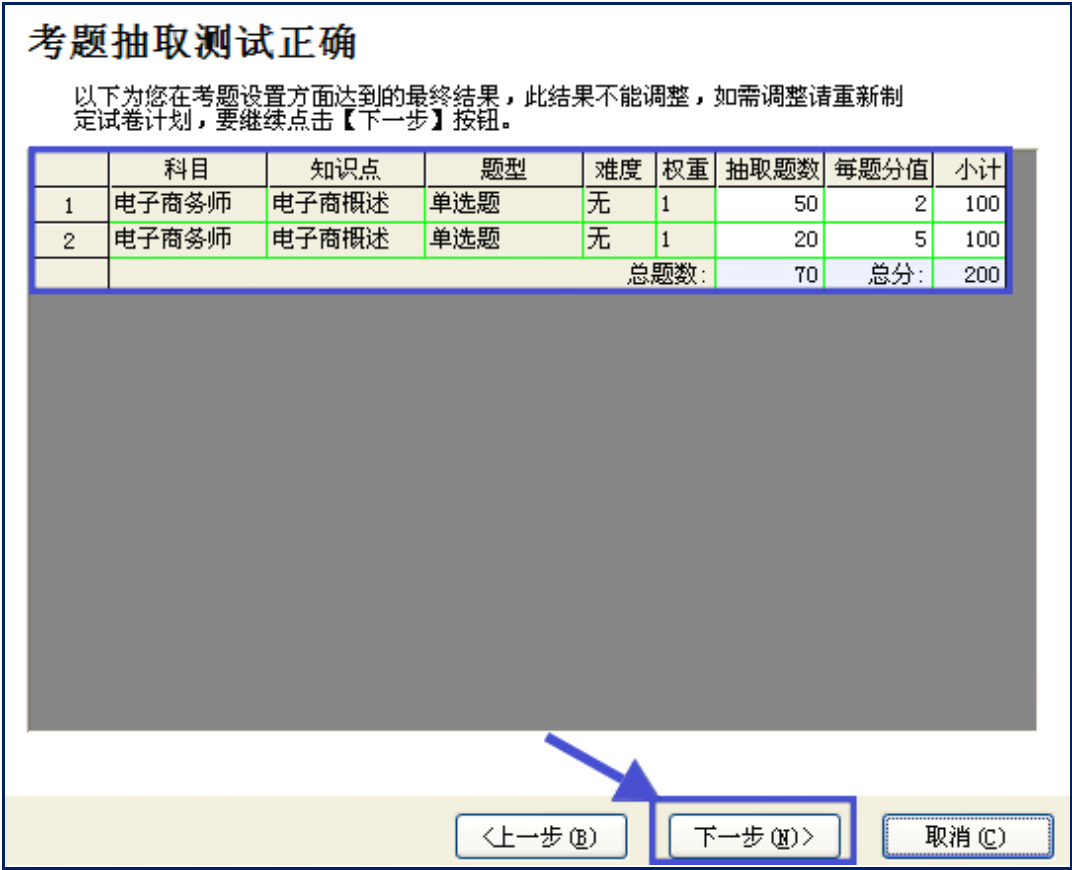 考题抽取测试正确
以下为您在考题设置方面达到的最终结果，此结果不能调整，如需调整请重新制
定试卷计划，要继续点击【下一步】按钮。
科目 知识点 题型 难度 权重 抽取题数 每题分值 小计
1 电子商务师 电子商概述 单选题 无 1 50 2 100
2 电子商务师 电子商概述 单选题 无 1 20 5 100
总题数: 70 总分: 200
<上一步(B) 下一步(N)> 取消(C)